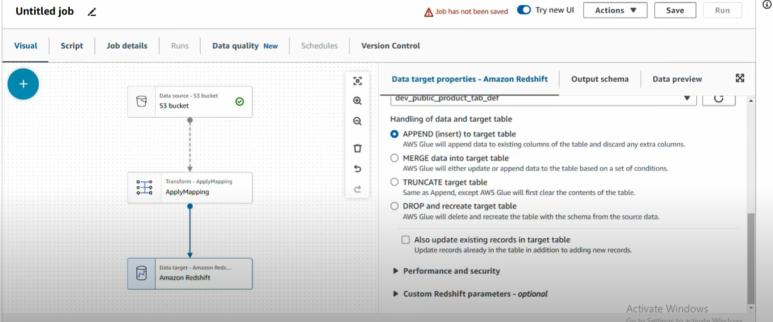 Untitled job
Job has not been saved
Try new UI
Actions
Save
Run
Visual
Script
Job details
Runs
Data quality New
Schedules
Version Control
Data source - S3 bucket
S3 bucket
Transform - ApplyMapping
ApplyMapping
Data target - Amazon Reds...
Amazon Redshift
Data target properties - Amazon Redshift
Output schema
Data preview
dev_public_product_tab_def
Handling of data and target table
APPEND (insert) to target table
AWS Glue will append data to existing columns of the table and discard any extra columns.
MERGE data into target table
AWS Glue will either update or append data to the table based on a set of conditions.
TRUNCATE target table
Same as Append, except AWS Glue will first clear the contents of the table.
DROP and recreate target table
AWS Glue will delete and recreate the table with the schema from the source data.
Also update existing records in target table
Update records already in the table in addition to adding new records.
Performance and security
Custom Redshift parameters - optional
Activate Windows
Go to Settings to activate Windows.